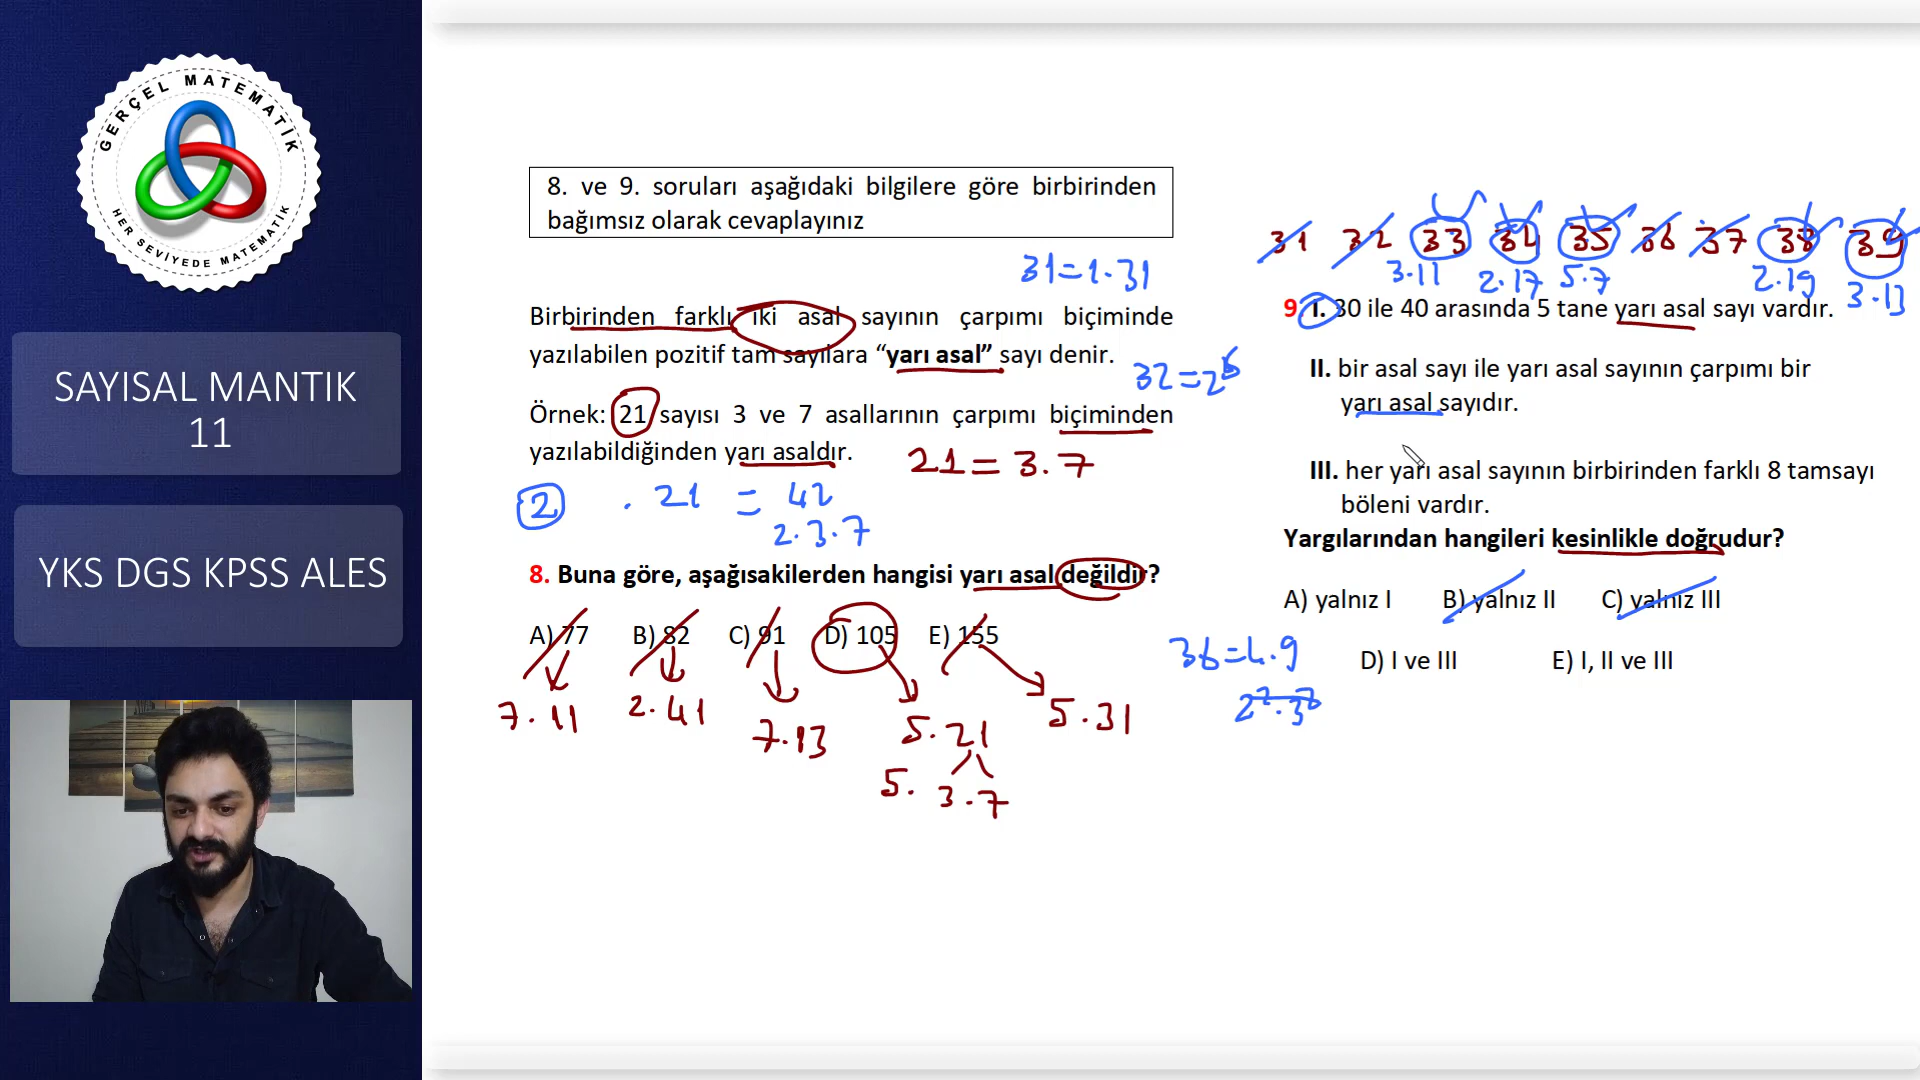 GERÇEL MATEMATİK
HER SEVİYEDE MATEMATİK
SAYISAL MANTIK
11
YKS DGS KPSS ALES
8. ve 9. soruları aşağıdaki bilgilere göre birbirinden
bağımsız olarak cevaplayınız
31=1.31
Birbirinden farklı iki asal sayının çarpımı biçiminde
yazılabilen pozitif tam sayılara “yarı asal” sayı denir.
32=2⁵
Örnek: 21 sayısı 3 ve 7 asallarının çarpımı biçiminden
yazılabildiğinden yarı asaldır.
21 = 3.7
2 . 21 = 42
2.3.7
8. Buna göre, aşağısakilerden hangisi yarı asal değildir?
A) 77 B) 82 C) 91 D) 105 E) 155
7.11 2.41 7.13 5.21 5.31
5. 3.7
31 32 33 34 35 36 37 38 39
3.11 2.17 5.7 2.19 3.13
9. I. 30 ile 40 arasında 5 tane yarı asal sayı vardır.
II. bir asal sayı ile yarı asal sayının çarpımı bir
yarı asal sayıdır.
III. her yarı asal sayının birbirinden farklı 8 tamsayı
böleni vardır.
Yargılarından hangileri kesinlikle doğrudur?
A) yalnız I B) yalnız II C) yalnız III
D) I ve III E) I, II ve III
36=4.9
2².3²